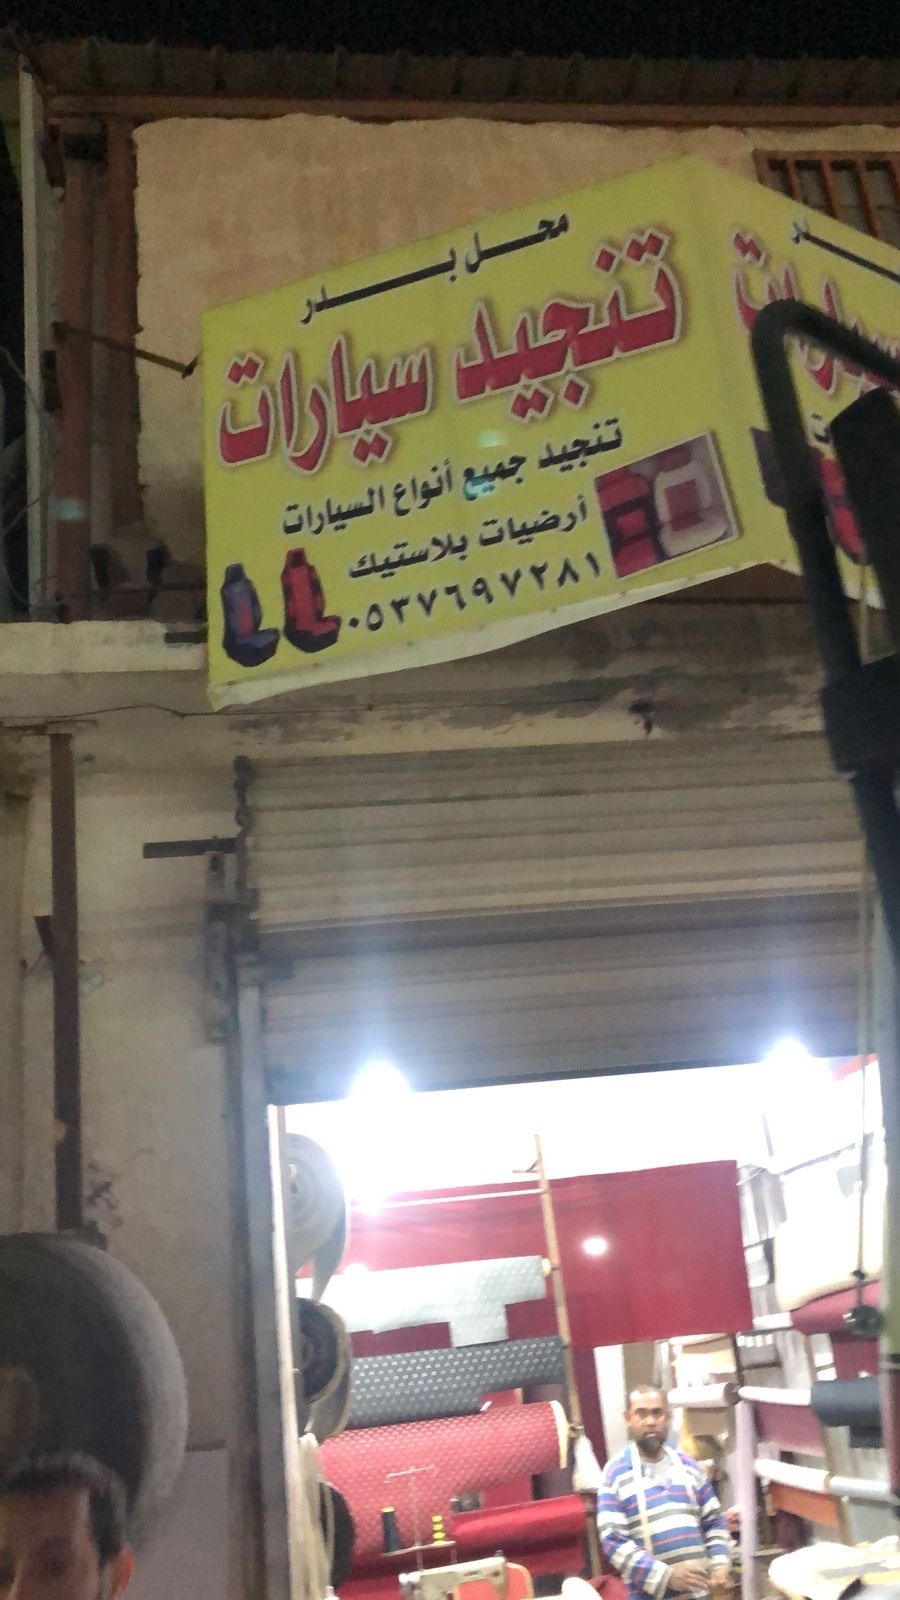 محل بدر
تنجيد سيارات
تنجيد جميع أنواع السيارات
أرضيات بلاستيك
٠٥٣٧٦٩٧٢٨١